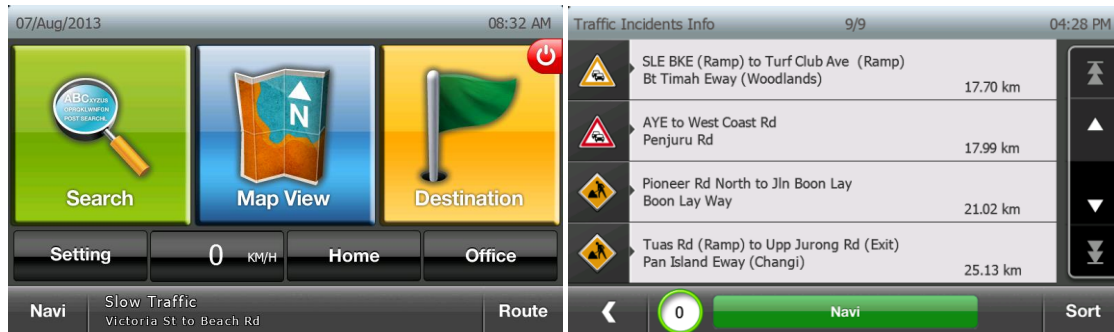 07/Aug/2013 08:32 AM
Search Map View Destination
Setting 0 KM/H Home Office
Navi Slow Traffic Route
Victoria St to Beach Rd
Traffic Incidents Info 9/9 04:28 PM
SLE BKE (Ramp) to Turf Club Ave (Ramp)
Bt Timah Eway (Woodlands) 17.70 km
AYE to West Coast Rd
Penjuru Rd 17.99 km
Pioneer Rd North to Jln Boon Lay
Boon Lay Way 21.02 km
Tuas Rd (Ramp) to Upp Jurong Rd (Exit)
Pan Island Eway (Changi) 25.13 km
0 Navi Sort